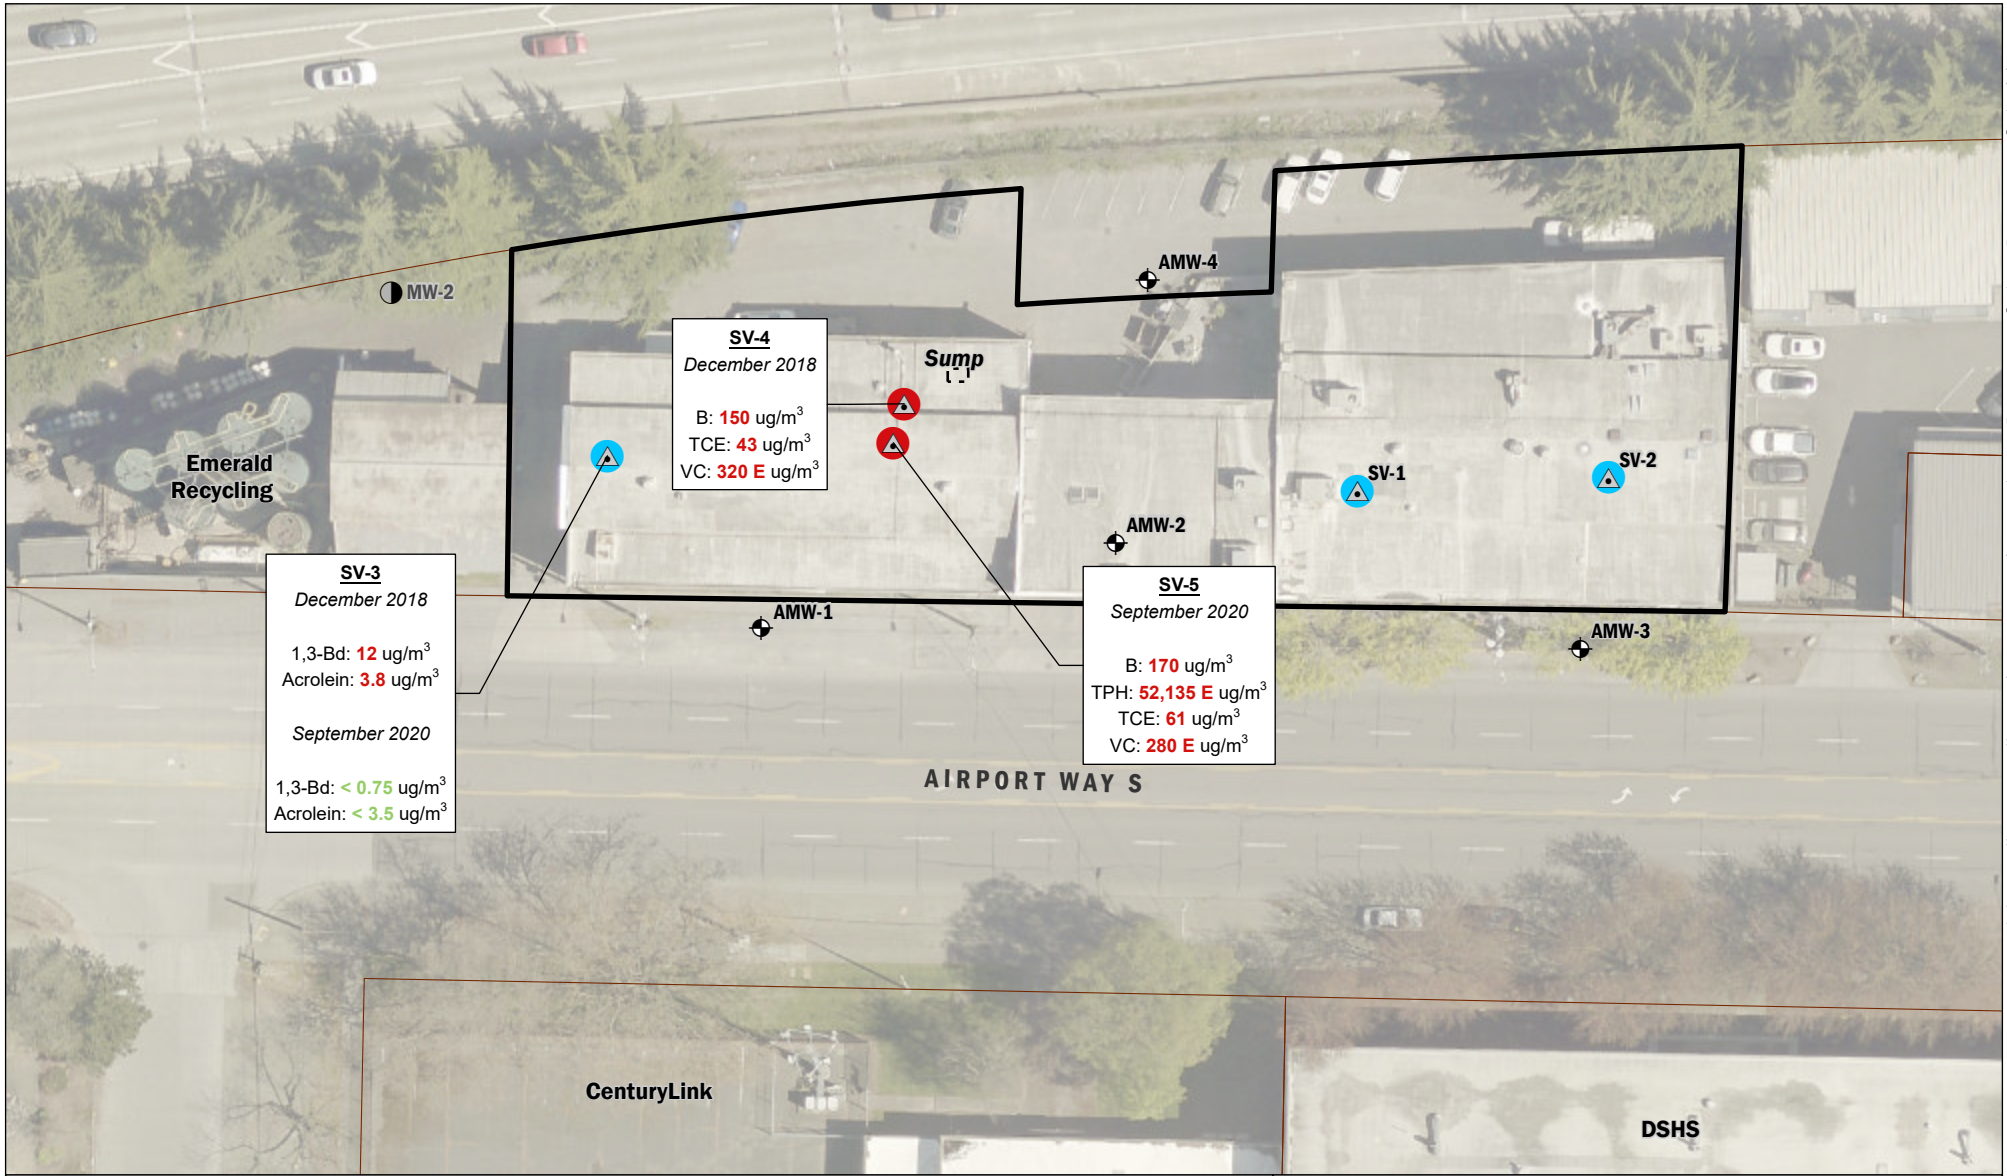 AMW-4
MW-2
SV-4
December 2018
B: 150 ug/m³
TCE: 43 ug/m³
VC: 320 E ug/m³
Sump
Emerald
Recycling
SV-1
SV-2
AMW-2
SV-3
December 2018
1,3-Bd: 12 ug/m³
Acrolein: 3.8 ug/m³
September 2020
1,3-Bd: < 0.75 ug/m³
Acrolein: < 3.5 ug/m³
AMW-1
SV-5
September 2020
B: 170 ug/m³
TPH: 52,135 E ug/m³
TCE: 61 ug/m³
VC: 280 E ug/m³
AMW-3
AIRPORT WAY S
CenturyLink
DSHS